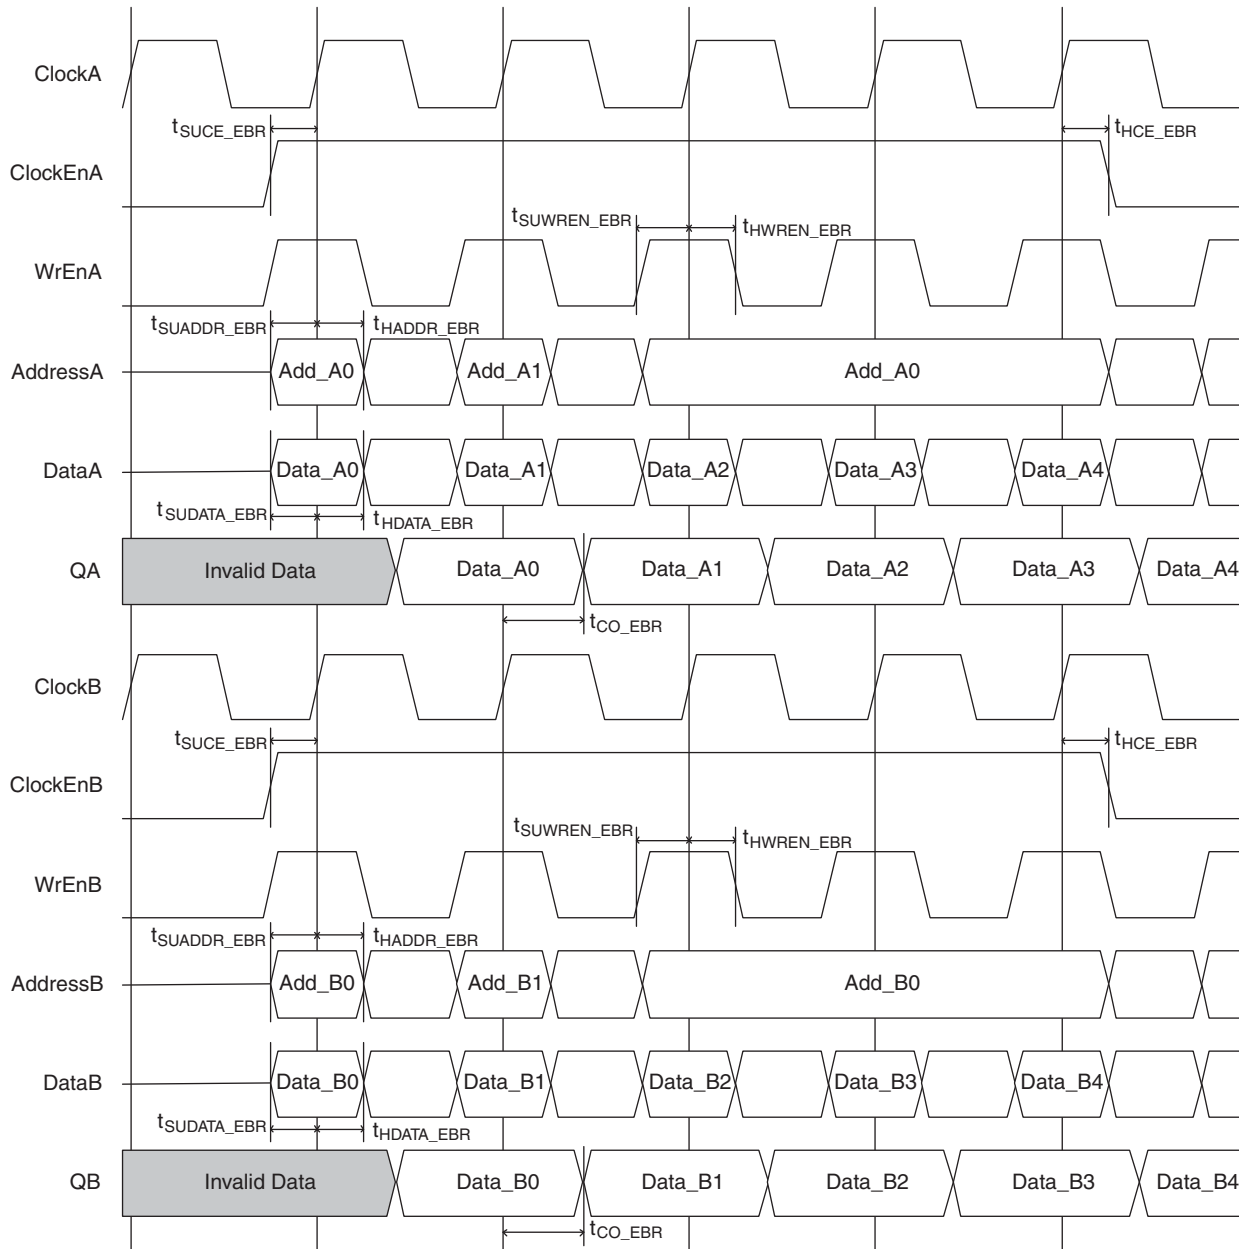 ClockA
tSUCE_EBR tHCE_EBR
ClockEnA
tSUWREN_EBR tHWREN_EBR
WrEnA
tSUADDR_EBR tHADDR_EBR
AddressA Add_A0 Add_A1 Add_A0
DataA Data_A0 Data_A1 Data_A2 Data_A3 Data_A4
tSUDATA_EBR tHDATA_EBR
QA Invalid Data Data_A0 Data_A1 Data_A2 Data_A3 Data_A4
tCO_EBR
ClockB
tSUCE_EBR tHCE_EBR
ClockEnB
tSUWREN_EBR tHWREN_EBR
WrEnB
tSUADDR_EBR tHADDR_EBR
AddressB Add_B0 Add_B1 Add_B0
DataB Data_B0 Data_B1 Data_B2 Data_B3 Data_B4
tSUDATA_EBR tHDATA_EBR
QB Invalid Data Data_B0 Data_B1 Data_B2 Data_B3 Data_B4
tCO_EBR